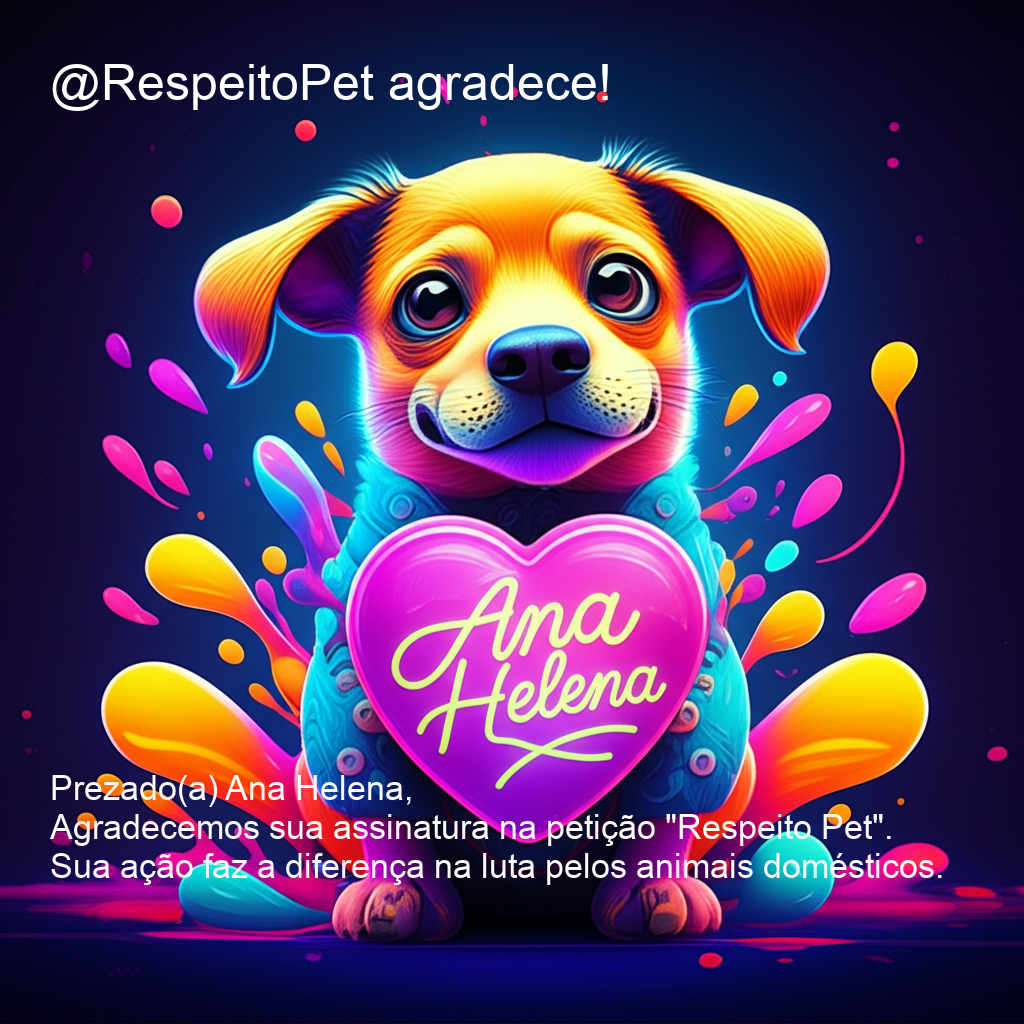 @RespeitoPet agradece!
Ana
Helena
Prezado(a) Ana Helena,
Agradecemos sua assinatura na petição "Respeito Pet".
Sua ação faz a diferença na luta pelos animais domésticos.